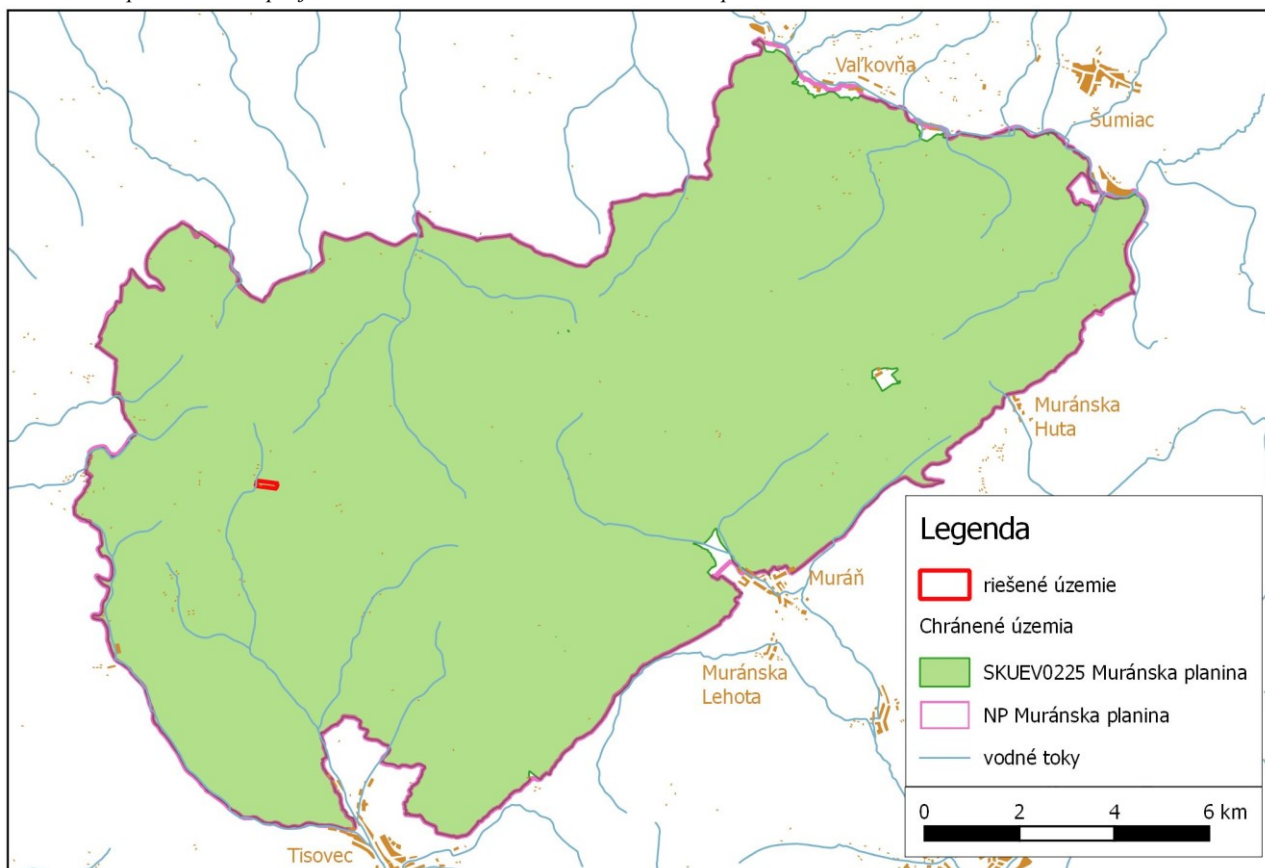 Vaľkovňa
Šumiac
Muránska
Huta
Muráň
Muránska
Lehota
Tisovec
Legenda
riešené územie
Chránené územia
SKUEV0225 Muránska planina
NP Muránska planina
vodné toky
0 2 4 6 km